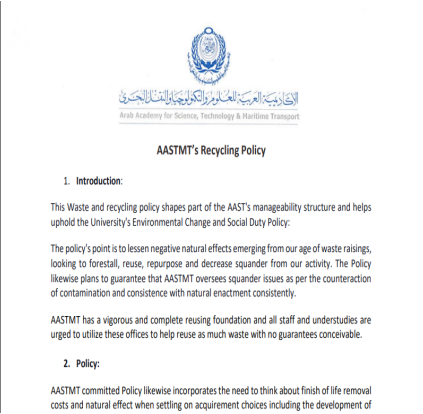 الأكاديمية العربية للعلوم والتكنولوجيا والنقل البحرى
Arab Academy for Science, Technology & Maritime Transport
AASTMT's Recycling Policy
1. Introduction:
This Waste and recycling policy shapes part of the AAST's manageability structure and helps
uphold the University's Environmental Change and Social Duty Policy:
The policy's point is to lessen negative natural effects emerging from our age of waste raisings,
looking to forestall, reuse, repurpose and decrease squander from our activity. The Policy
likewise plans to guarantee that AASTMT oversees squander issues as per the counteraction
of contamination and consistence with natural enactment consistently.
AASTMT has a vigorous and complete reusing foundation and all staff and understudies are
urged to utilize these offices to help reuse as much waste with no guarantees conceivable.
2. Policy:
AASTMT committed Policy likewise incorporates the need to think about finish of life removal
costs and natural effect when settling on acquirement choices including the development of